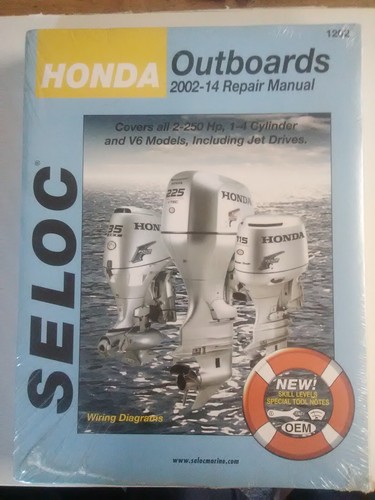 1202
HONDA
Outboards
2002-14 Repair Manual
Covers all 2-250 Hp, 1-4 Cylinder
and V6 Models, Including Jet Drives.
SELOC®
225
HONDA
HONDA
HONDA
Wiring Diagrams
NEW!
SKILL LEVELS
SPECIAL TOOL NOTES
OEM
www.selocmarine.com